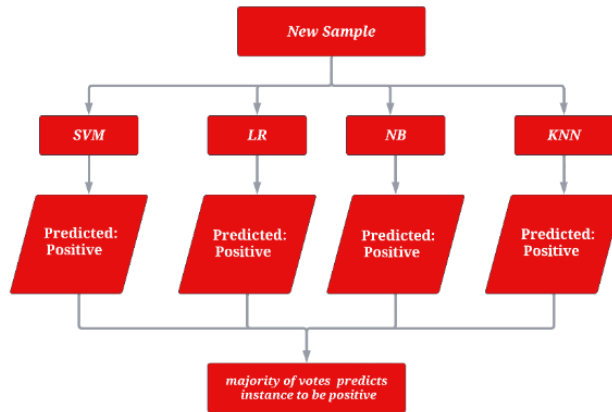 New Sample
SVM
LR
NB
KNN
Predicted:
Positive
Predicted:
Positive
Predicted:
Positive
Predicted:
Positive
majority of votes predicts
instance to be positive